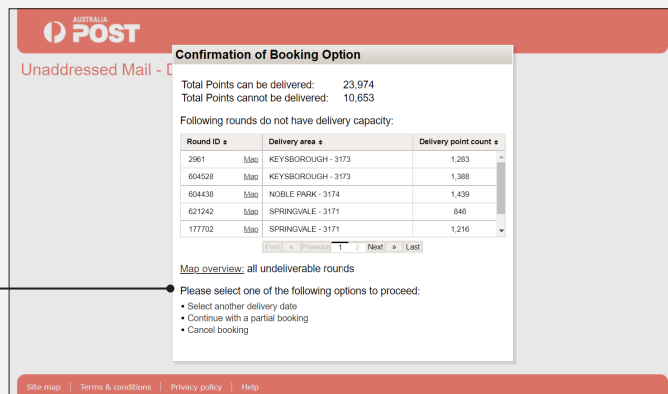 AUSTRALIA
POST
Unaddressed Mail - D
Confirmation of Booking Option
Total Points can be delivered: 23,974
Total Points cannot be delivered: 10,653
Following rounds do not have delivery capacity:
Round ID Delivery area Delivery point count
2961 Map KEYSBOROUGH - 3173 1,283
604528 Map KEYSBOROUGH - 3173 1,388
604438 Map NOBLE PARK - 3174 1,439
621242 Map SPRINGVALE - 3171 846
177702 Map SPRINGVALE - 3171 1,216
First « Previous 1 2 Next » Last
Map overview: all undeliverable rounds
Please select one of the following options to proceed:
• Select another delivery date
• Continue with a partial booking
• Cancel booking
Site map | Terms & conditions | Privacy policy | Help